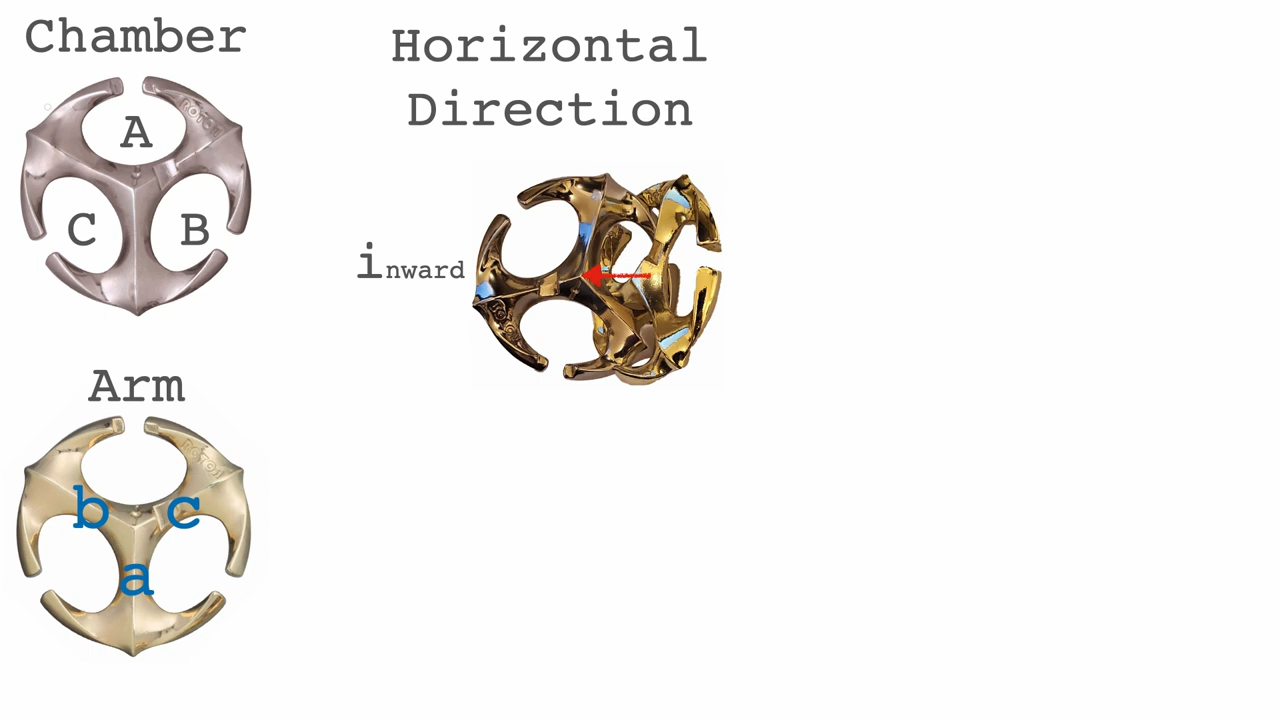 Chamber
A
C B
Arm
b c
a
Horizontal
Direction
inward